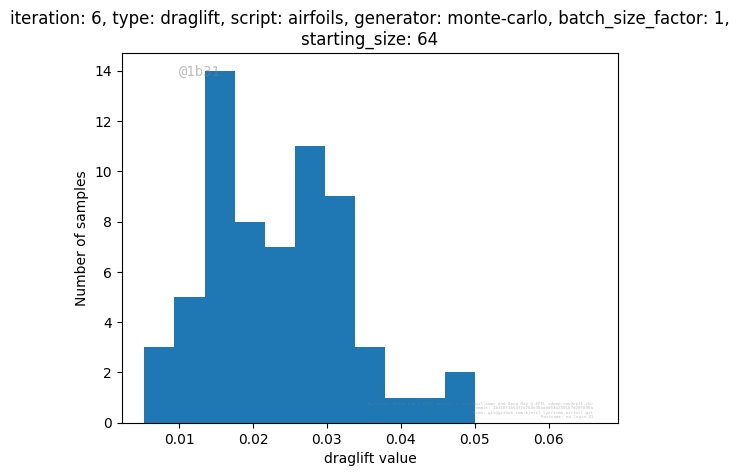 iteration: 6, type: draglift, script: airfoils, generator: monte-carlo, batch_size_factor: 1,
starting_size: 64
@1b31
14
12
10
8
6
4
2
0
Number of samples
0.01 0.02 0.03 0.04 0.05 0.06
draglift value